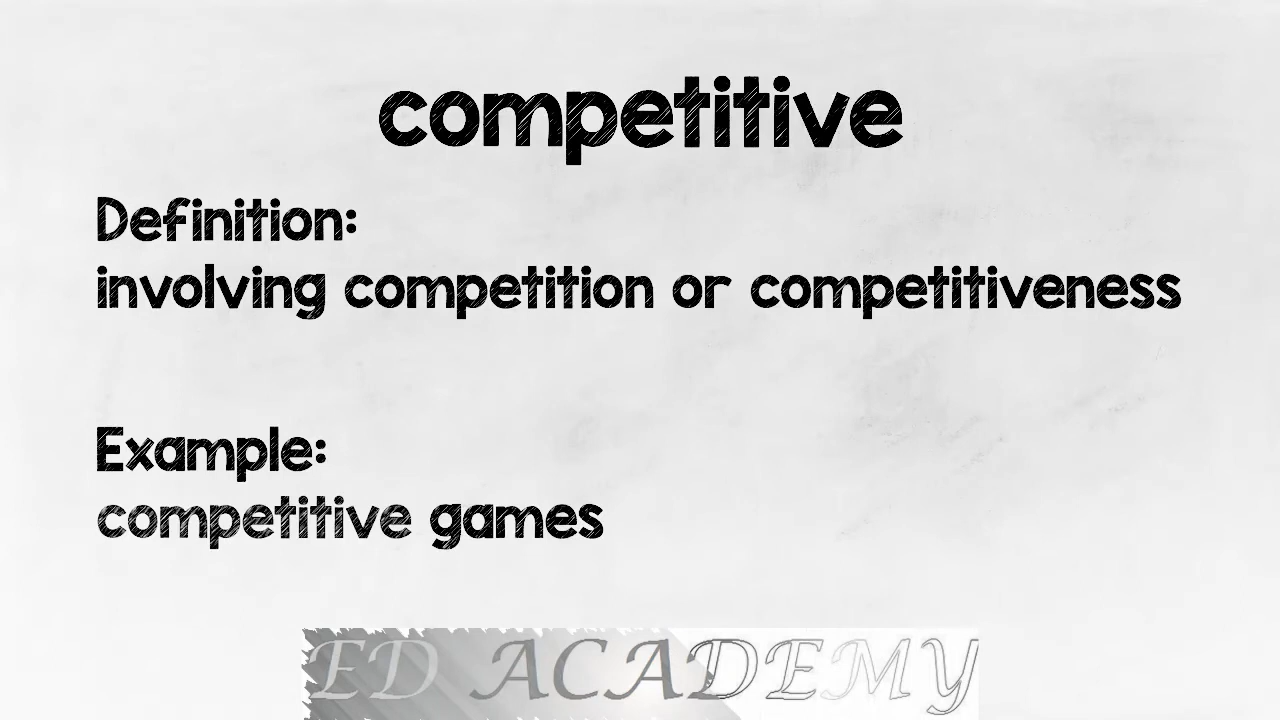 competitive
Definition:
involving competition or competitiveness
Example:
competitive games
ED ACADEMY